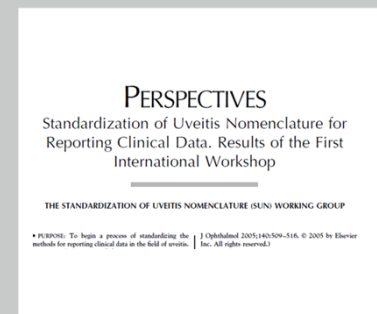 PERSPECTIVES
Standardization of Uveitis Nomenclature for
Reporting Clinical Data. Results of the First
International Workshop
THE STANDARDIZATION OF UVEITIS NOMENCLATURE (SUN) WORKING GROUP
• PURPOSE: To begin a process of standardizing the
methods for reporting clinical data in the field of uveitis.
J Ophthalmol 2005;140:509–516. © 2005 by Elsevier
Inc. All rights reserved.)